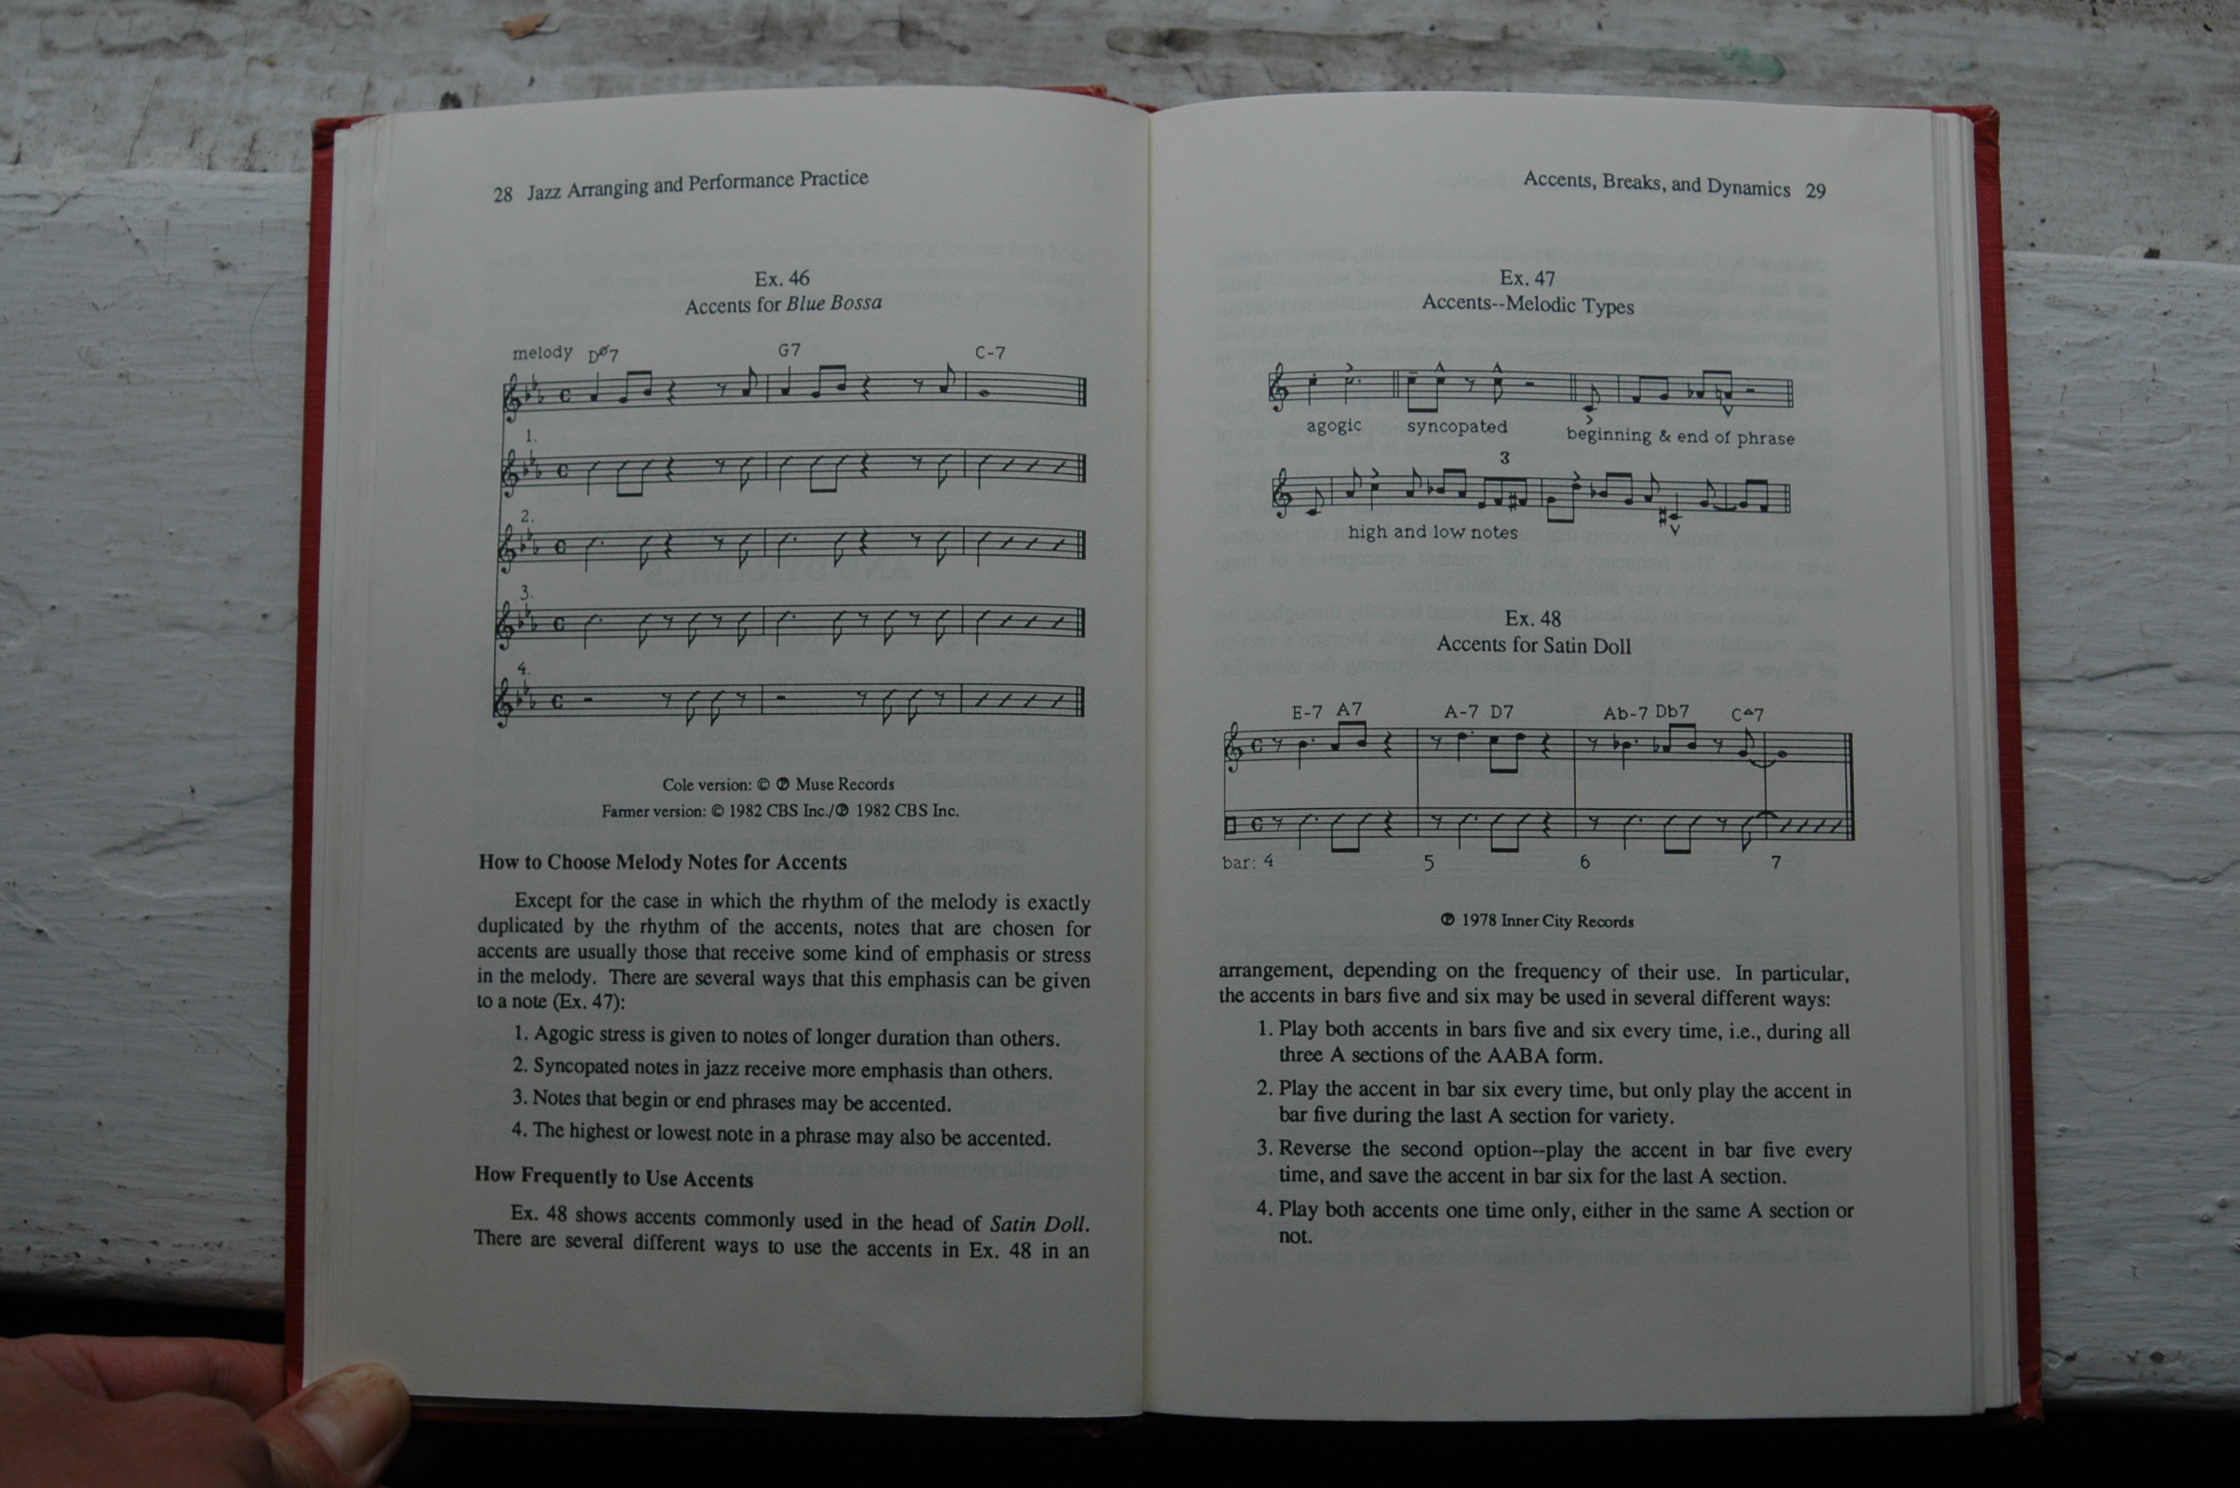 28 Jazz Arranging and Performance Practice
Ex. 46
Accents for Blue Bossa
melody DØ7 G7 C-7
1.
2.
3.
4.
Cole version: © ℗ Muse Records
Farmer version: © 1982 CBS Inc./℗ 1982 CBS Inc.
How to Choose Melody Notes for Accents
Except for the case in which the rhythm of the melody is exactly
duplicated by the rhythm of the accents, notes that are chosen for
accents are usually those that receive some kind of emphasis or stress
in the melody. There are several ways that this emphasis can be given
to a note (Ex. 47):
1. Agogic stress is given to notes of longer duration than others.
2. Syncopated notes in jazz receive more emphasis than others.
3. Notes that begin or end phrases may be accented.
4. The highest or lowest note in a phrase may also be accented.
How Frequently to Use Accents
Ex. 48 shows accents commonly used in the head of Satin Doll.
There are several different ways to use the accents in Ex. 48 in an
Accents, Breaks, and Dynamics 29
Ex. 47
Accents--Melodic Types
agogic syncopated beginning & end of phrase
3
high and low notes
Ex. 48
Accents for Satin Doll
E-7 A7 A-7 D7 Ab-7 Db7 C△7
bar: 4 5 6 7
℗ 1978 Inner City Records
arrangement, depending on the frequency of their use. In particular,
the accents in bars five and six may be used in several different ways:
1. Play both accents in bars five and six every time, i.e., during all
three A sections of the AABA form.
2. Play the accent in bar six every time, but only play the accent in
bar five during the last A section for variety.
3. Reverse the second option--play the accent in bar five every
time, and save the accent in bar six for the last A section.
4. Play both accents one time only, either in the same A section or
not.